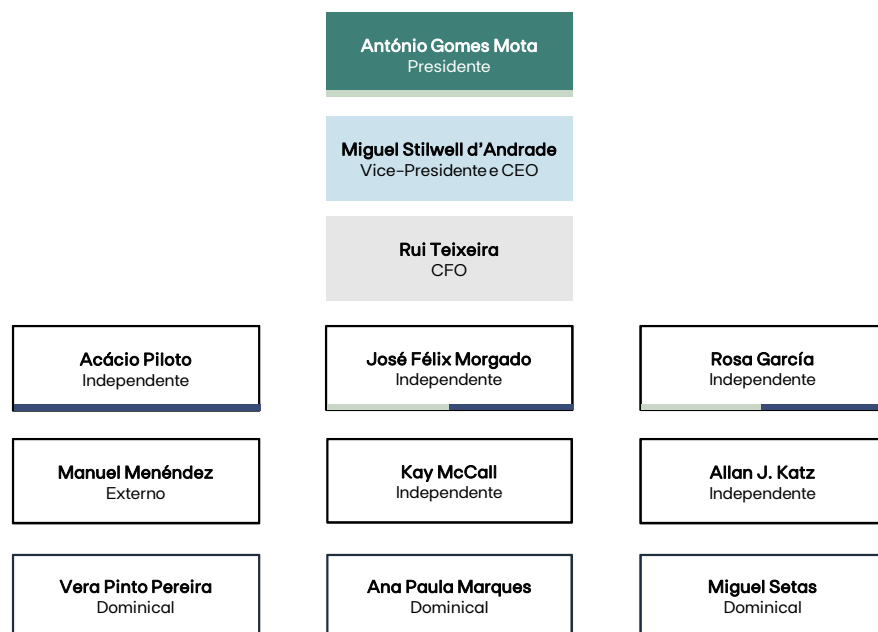 António Gomes Mota
Presidente
Miguel Stilwell d'Andrade
Vice-Presidente e CEO
Rui Teixeira
CFO
Acácio Piloto
Independente
José Félix Morgado
Independente
Rosa García
Independente
Manuel Menéndez
Externo
Kay McCall
Independente
Allan J. Katz
Independente
Vera Pinto Pereira
Dominical
Ana Paula Marques
Dominical
Miguel Setas
Dominical